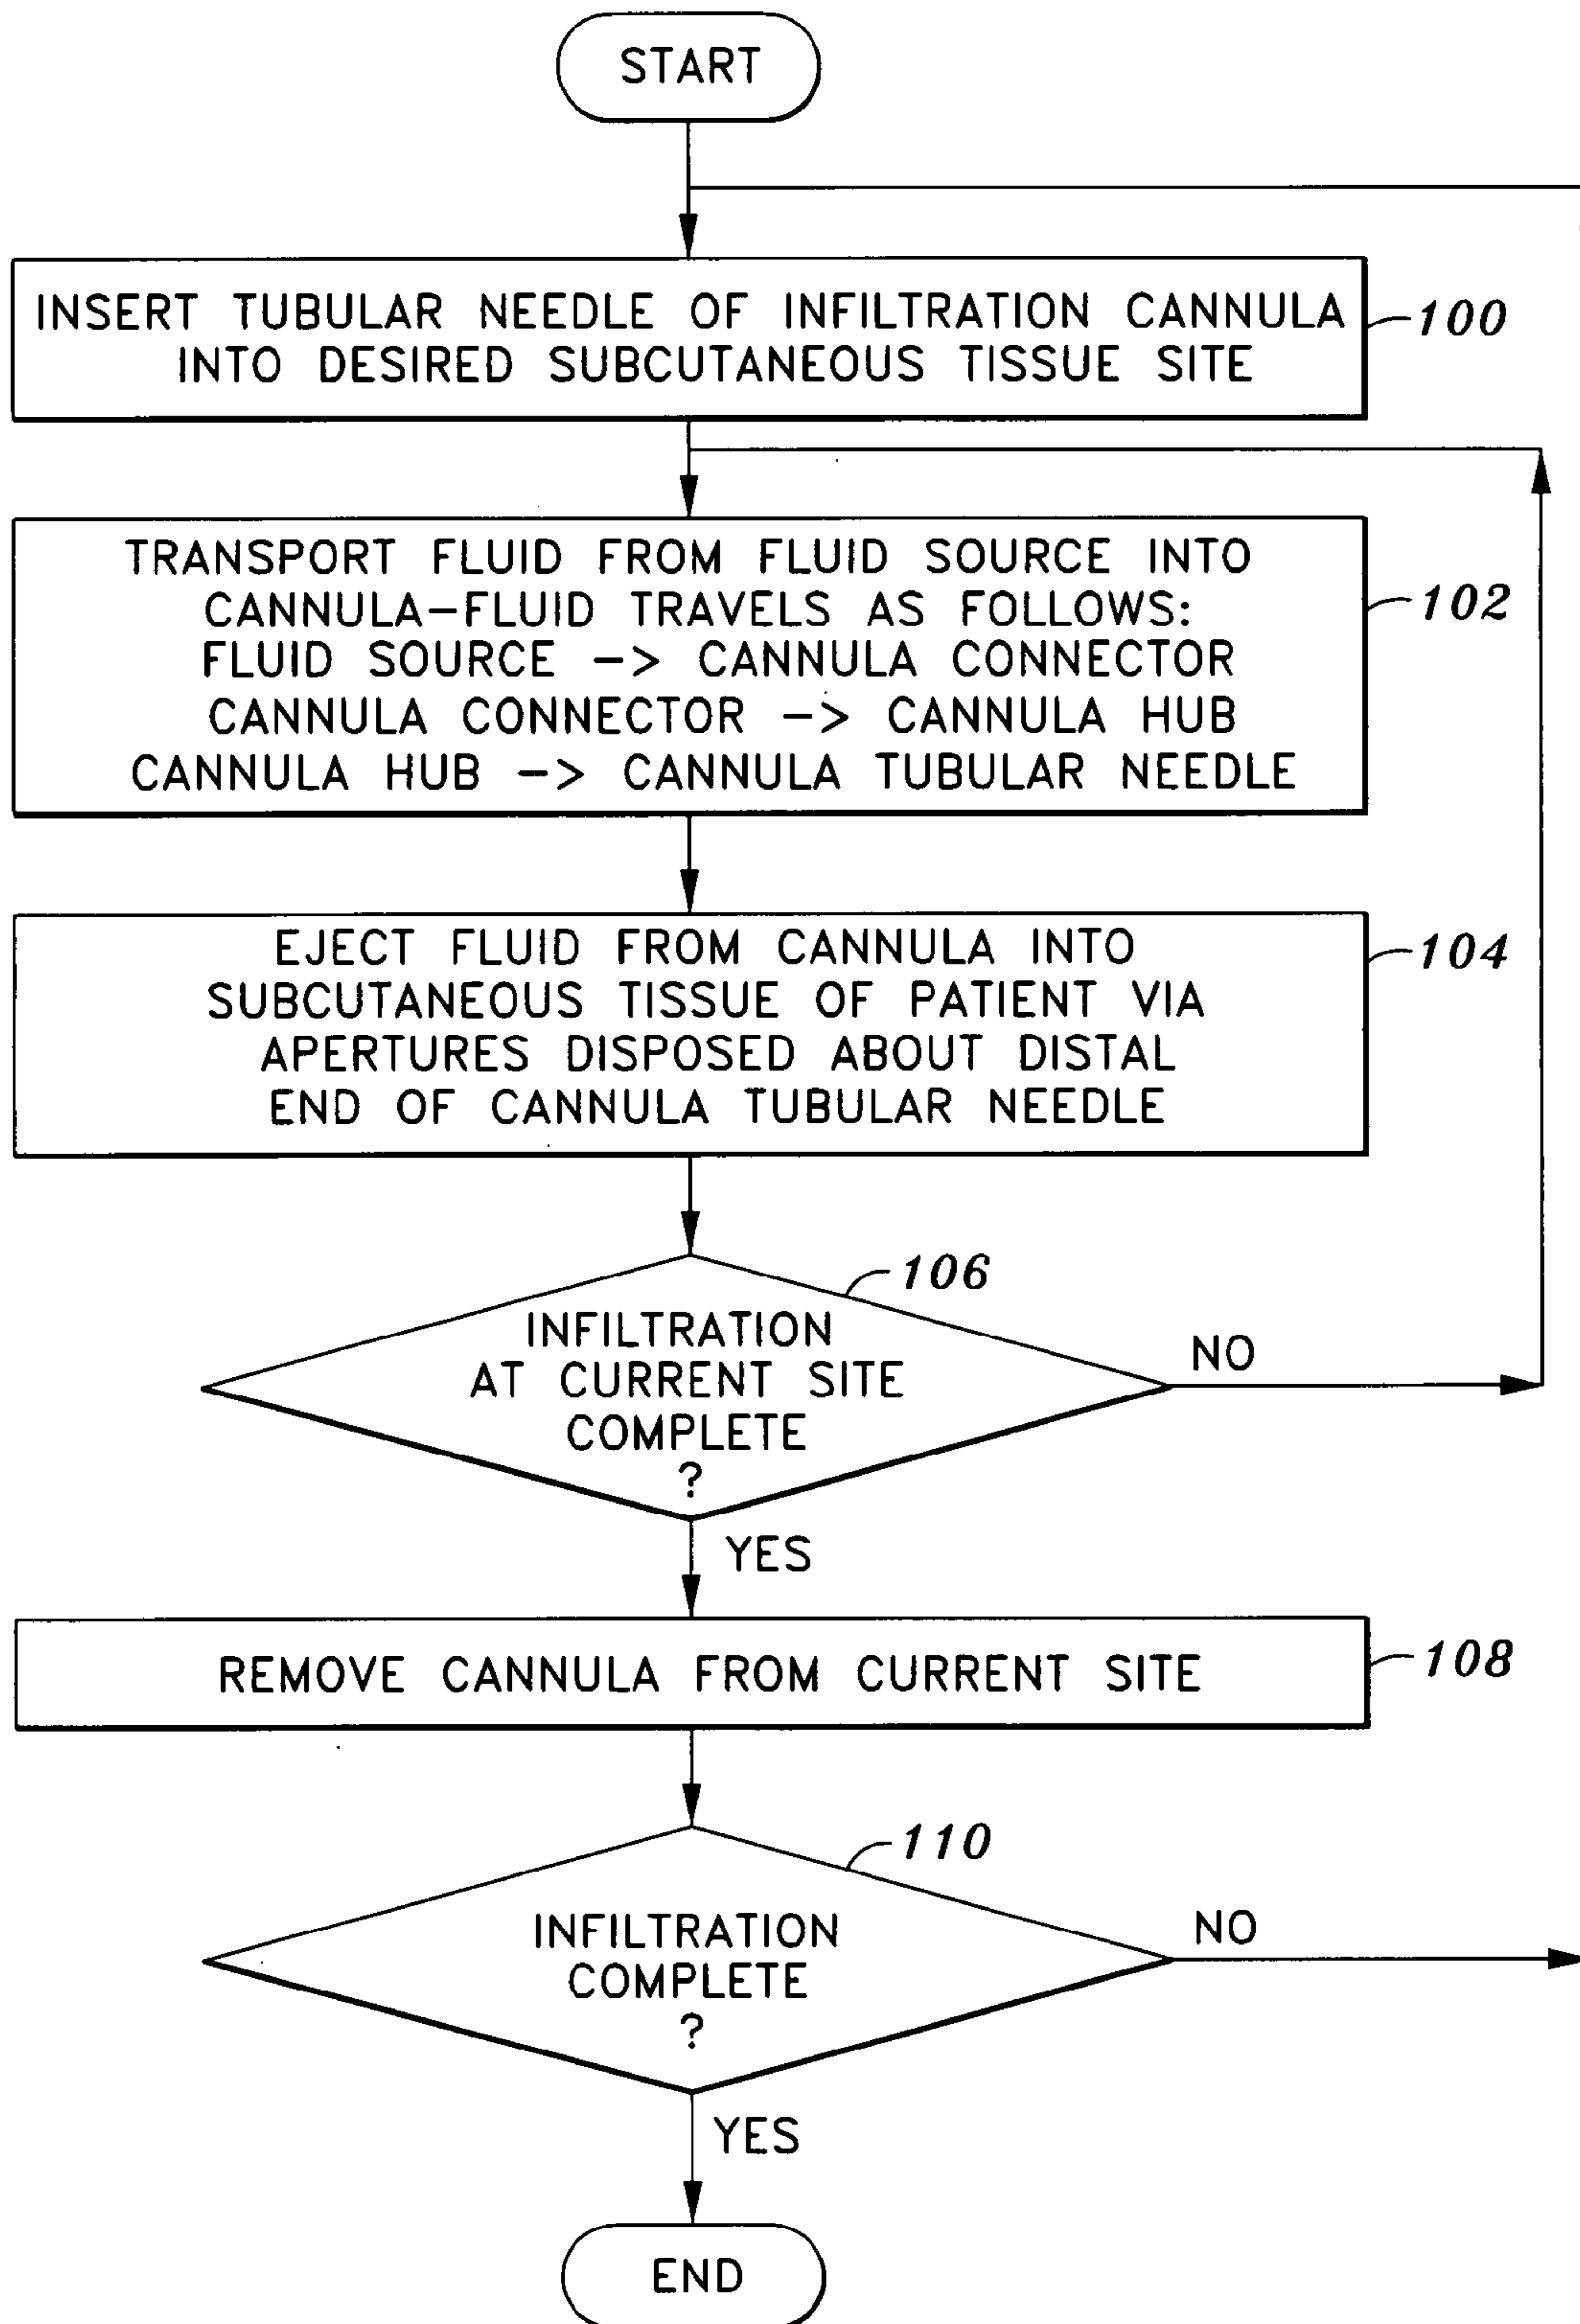 START
INSERT TUBULAR NEEDLE OF INFILTRATION CANNULA
INTO DESIRED SUBCUTANEOUS TISSUE SITE
100
TRANSPORT FLUID FROM FLUID SOURCE INTO
CANNULA-FLUID TRAVELS AS FOLLOWS:
FLUID SOURCE -> CANNULA CONNECTOR
CANNULA CONNECTOR -> CANNULA HUB
CANNULA HUB -> CANNULA TUBULAR NEEDLE
102
EJECT FLUID FROM CANNULA INTO
SUBCUTANEOUS TISSUE OF PATIENT VIA
APERTURES DISPOSED ABOUT DISTAL
END OF CANNULA TUBULAR NEEDLE
104
106
INFILTRATION
AT CURRENT SITE
COMPLETE
?
NO
YES
REMOVE CANNULA FROM CURRENT SITE
108
110
INFILTRATION
COMPLETE
?
NO
YES
END